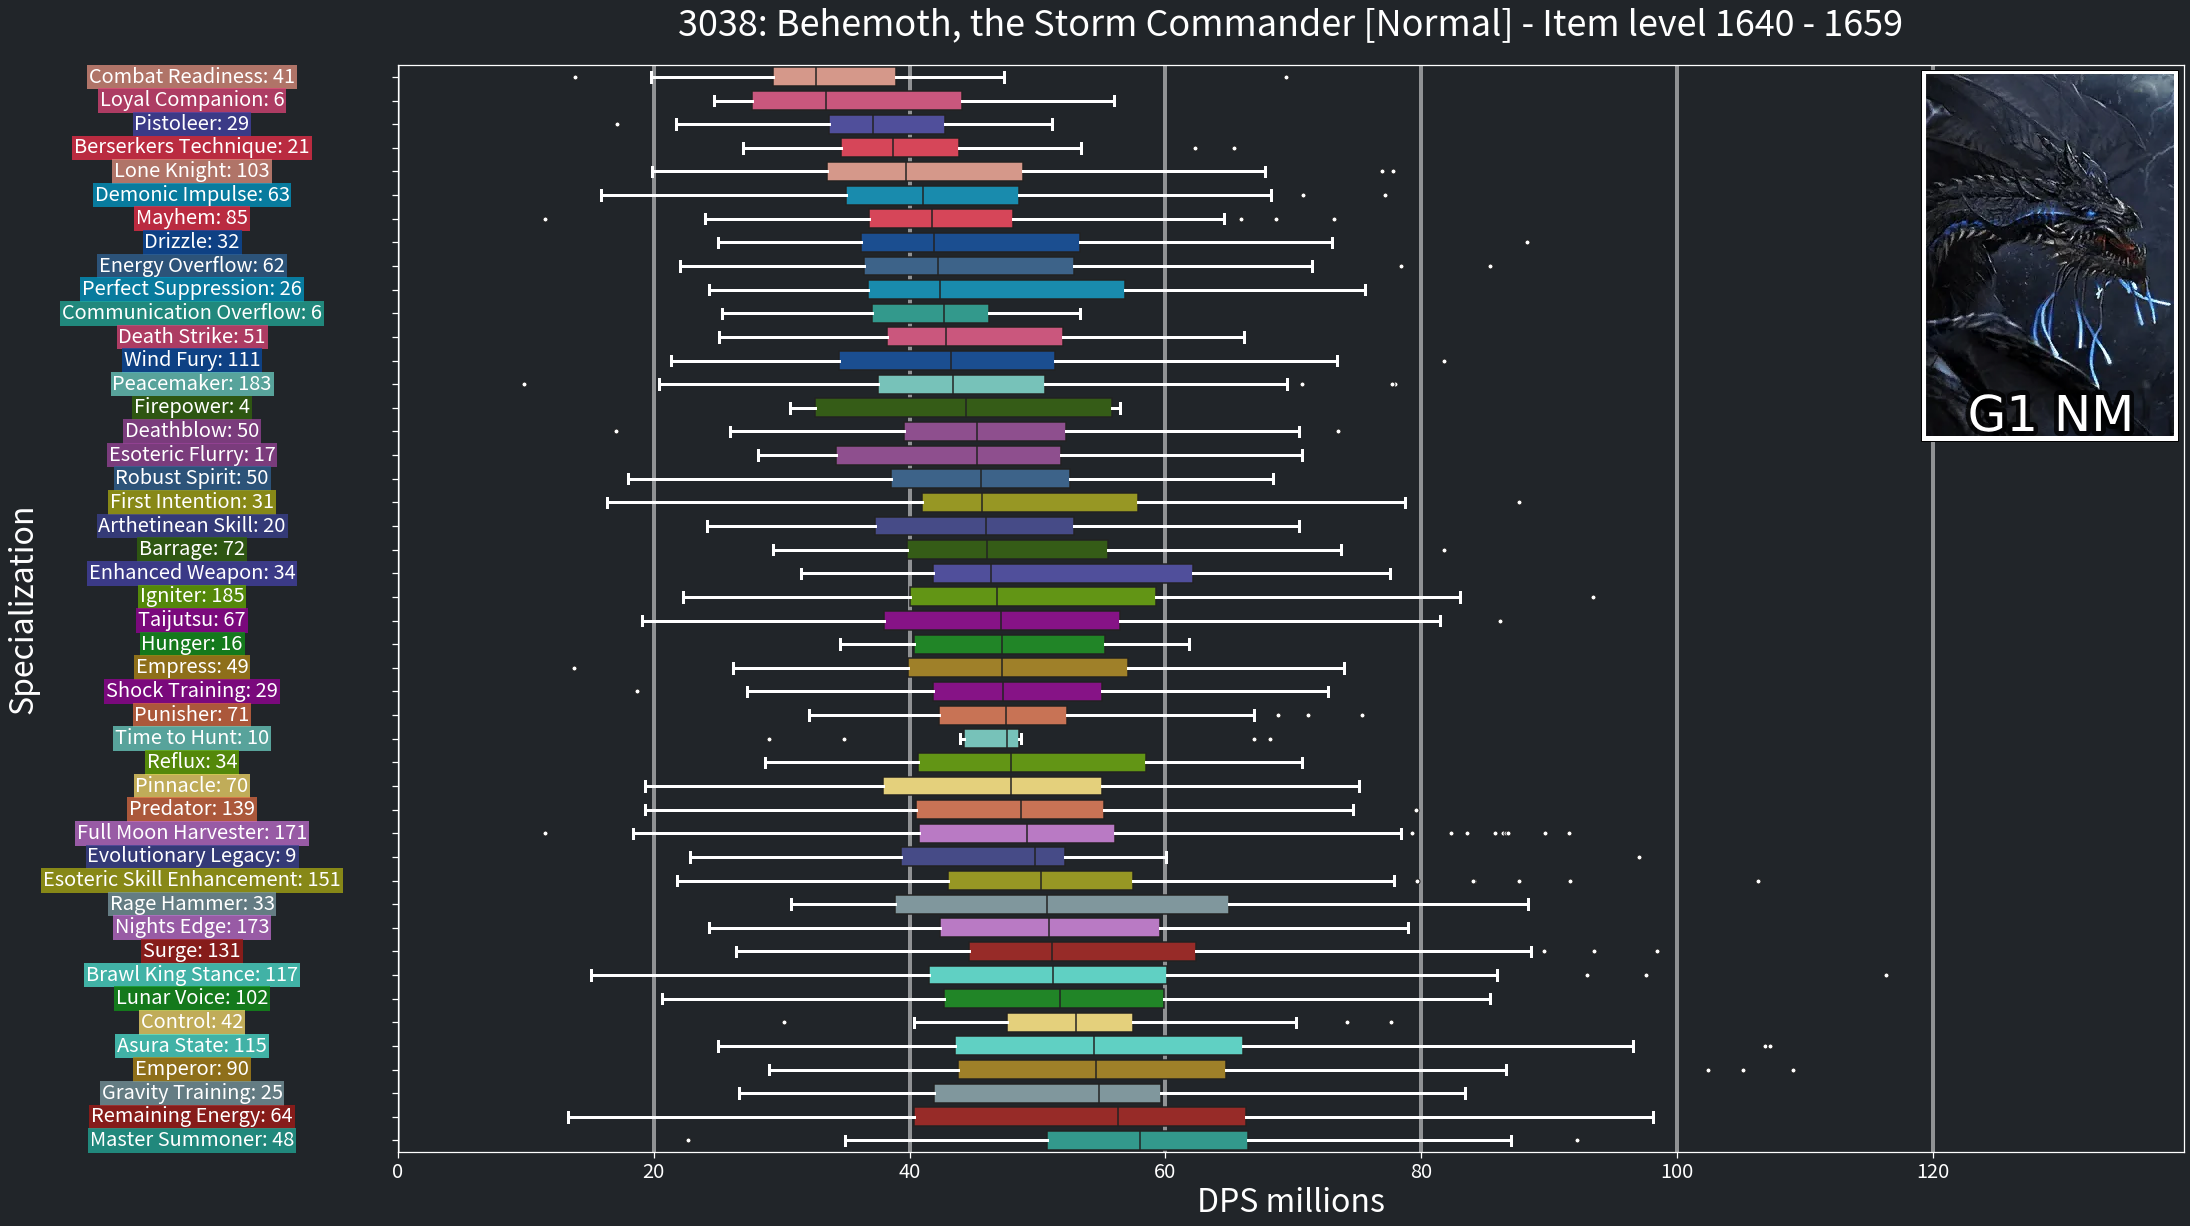 3038: Behemoth, the Storm Commander [Normal] - Item level 1640 - 1659
Combat Readiness: 41
Loyal Companion: 6
Pistoleer: 29
Berserkers Technique: 21
Lone Knight: 103
Demonic Impulse: 63
Mayhem: 85
Drizzle: 32
Energy Overflow: 62
Perfect Suppression: 26
Communication Overflow: 6
Death Strike: 51
Wind Fury: 111
Peacemaker: 183
Firepower: 4
Deathblow: 50
Esoteric Flurry: 17
Robust Spirit: 50
First Intention: 31
Arthetinean Skill: 20
Barrage: 72
Enhanced Weapon: 34
Igniter: 185
Taijutsu: 67
Hunger: 16
Empress: 49
Shock Training: 29
Punisher: 71
Time to Hunt: 10
Reflux: 34
Pinnacle: 70
Predator: 139
Full Moon Harvester: 171
Evolutionary Legacy: 9
Esoteric Skill Enhancement: 151
Rage Hammer: 33
Nights Edge: 173
Surge: 131
Brawl King Stance: 117
Lunar Voice: 102
Control: 42
Asura State: 115
Emperor: 90
Gravity Training: 25
Remaining Energy: 64
Master Summoner: 48
Specialization
G1 NM
0 20 40 60 80 100 120
DPS millions